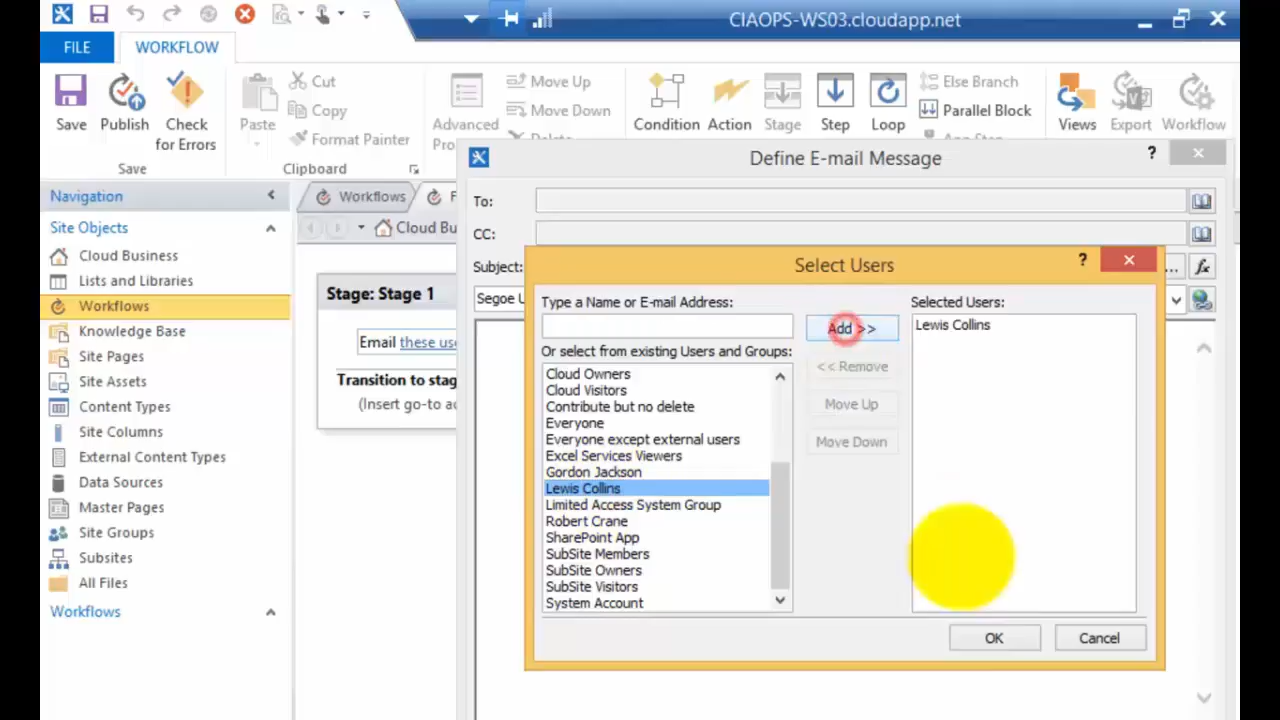 CIAOPS-WS03.cloudapp.net
FILE
WORKFLOW
Save
Publish
Check
for Errors
Save
Paste
Cut
Copy
Format Painter
Clipboard
Advanced
Move Up
Move Down
Delete
Condition
Action
Stage
Step
Loop
Else Branch
Parallel Block
Views
Export
Workflow
Navigation
Site Objects
Cloud Business
Lists and Libraries
Workflows
Knowledge Base
Site Pages
Site Assets
Content Types
Site Columns
External Content Types
Data Sources
Master Pages
Site Groups
Subsites
All Files
Workflows
Workflows
Cloud Bu
Stage: Stage 1
Email these use
Transition to stag
(Insert go-to ac
Define E-mail Message
?
To:
CC:
Subject:
... fx
Segoe U
Select Users
?
Type a Name or E-mail Address:
Or select from existing Users and Groups:
Cloud Owners
Cloud Visitors
Contribute but no delete
Everyone
Everyone except external users
Excel Services Viewers
Gordon Jackson
Lewis Collins
Limited Access System Group
Robert Crane
SharePoint App
SubSite Members
SubSite Owners
SubSite Visitors
System Account
Add >>
<< Remove
Move Up
Move Down
Selected Users:
Lewis Collins
OK
Cancel